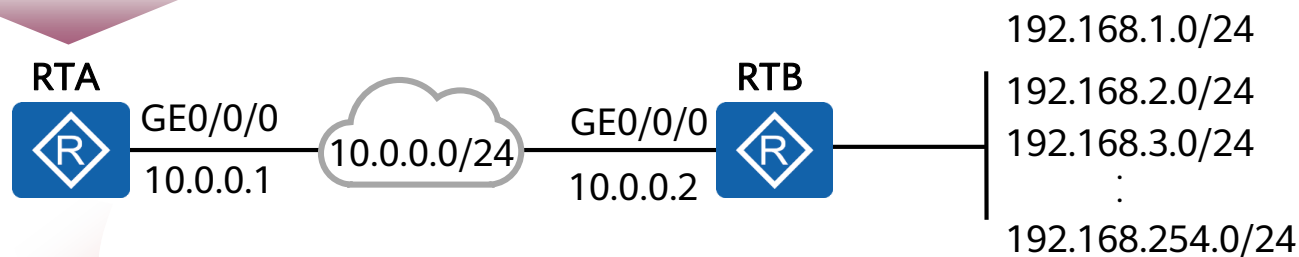 RTA
R
GE0/0/0
10.0.0.1
10.0.0.0/24
GE0/0/0
10.0.0.2
RTB
R
192.168.1.0/24
192.168.2.0/24
192.168.3.0/24
:
192.168.254.0/24